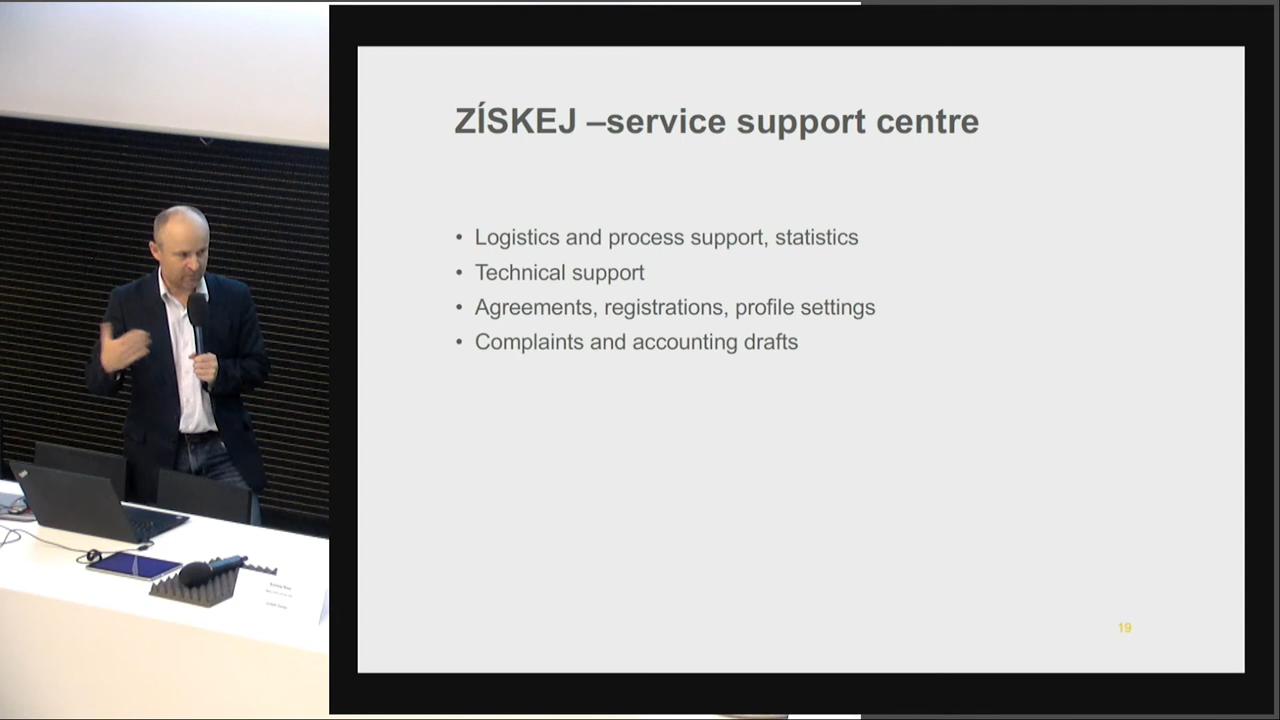 ZÍSKEJ –service support centre
• Logistics and process support, statistics
• Technical support
• Agreements, registrations, profile settings
• Complaints and accounting drafts
19